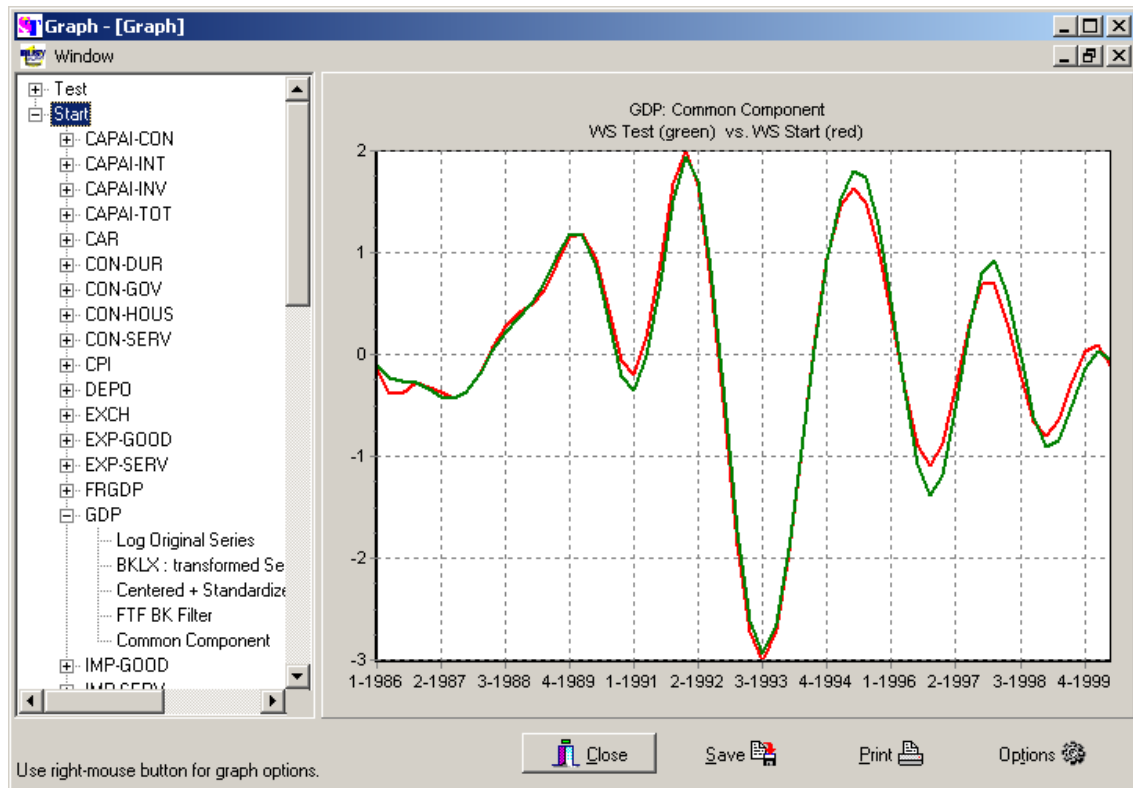 Graph - [Graph]
Window
Test
Start
CAPAI-CON
CAPAI-INT
CAPAI-INV
CAPAI-TOT
CAR
CON-DUR
CON-GOV
CON-HOUS
CON-SERV
CPI
DEPO
EXCH
EXP-GOOD
EXP-SERV
FRGDP
GDP
Log Original Series
BKLX : transformed Se
Centered + Standardize
FTF BK Filter
Common Component
IMP-GOOD
IMP-SERV
GDP: Common Component
WS Test (green) vs. WS Start (red)
2
1
0
-1
-2
-3
1-1986 2-1987 3-1988 4-1989 1-1991 2-1992 3-1993 4-1994 1-1996 2-1997 3-1998 4-1999
Use right-mouse button for graph options.
Close
Save
Print
Options